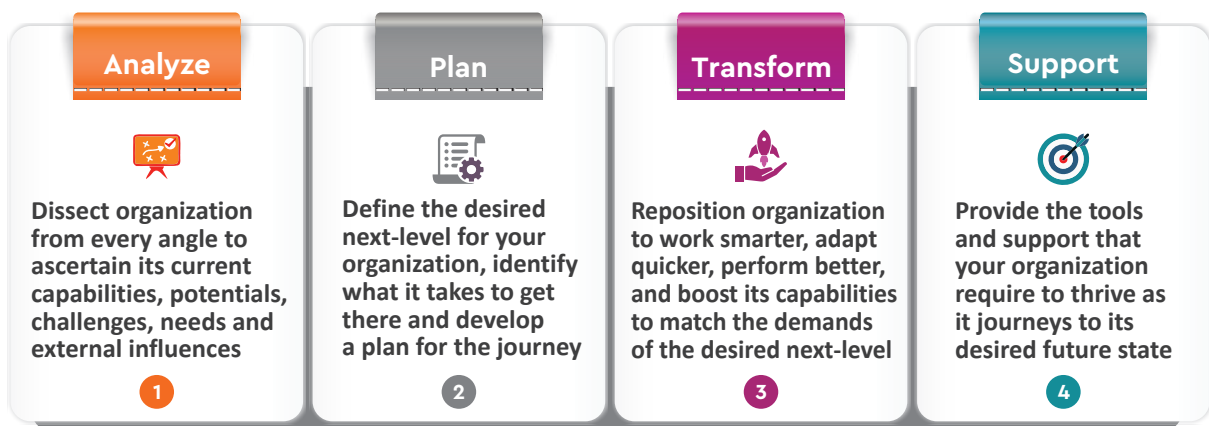 Analyze
Dissect organization
from every angle to
ascertain its current
capabilities, potentials,
challenges, needs and
external influences
1
Plan
Define the desired
next-level for your
organization, identify
what it takes to get
there and develop
a plan for the journey
2
Transform
Reposition organization
to work smarter, adapt
quicker, perform better,
and boost its capabilities
to match the demands
of the desired next-level
3
Support
Provide the tools
and support that
your organization
require to thrive as
it journeys to its
desired future state
4